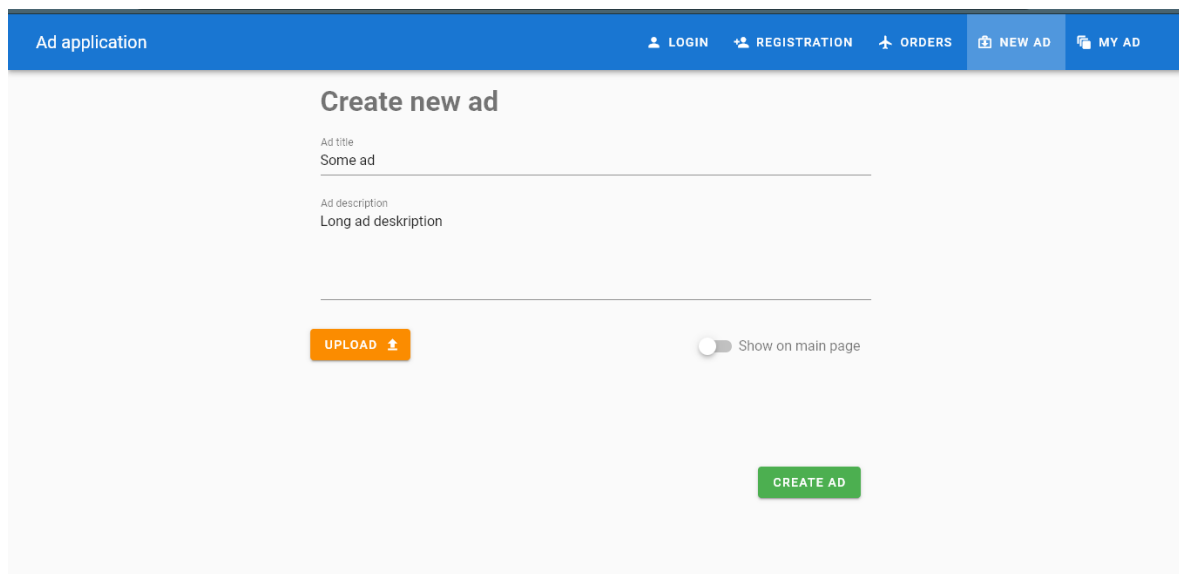 Ad application
LOGIN REGISTRATION ORDERS NEW AD MY AD
Create new ad
Ad title
Some ad
Ad description
Long ad deskription
UPLOAD
Show on main page
CREATE AD